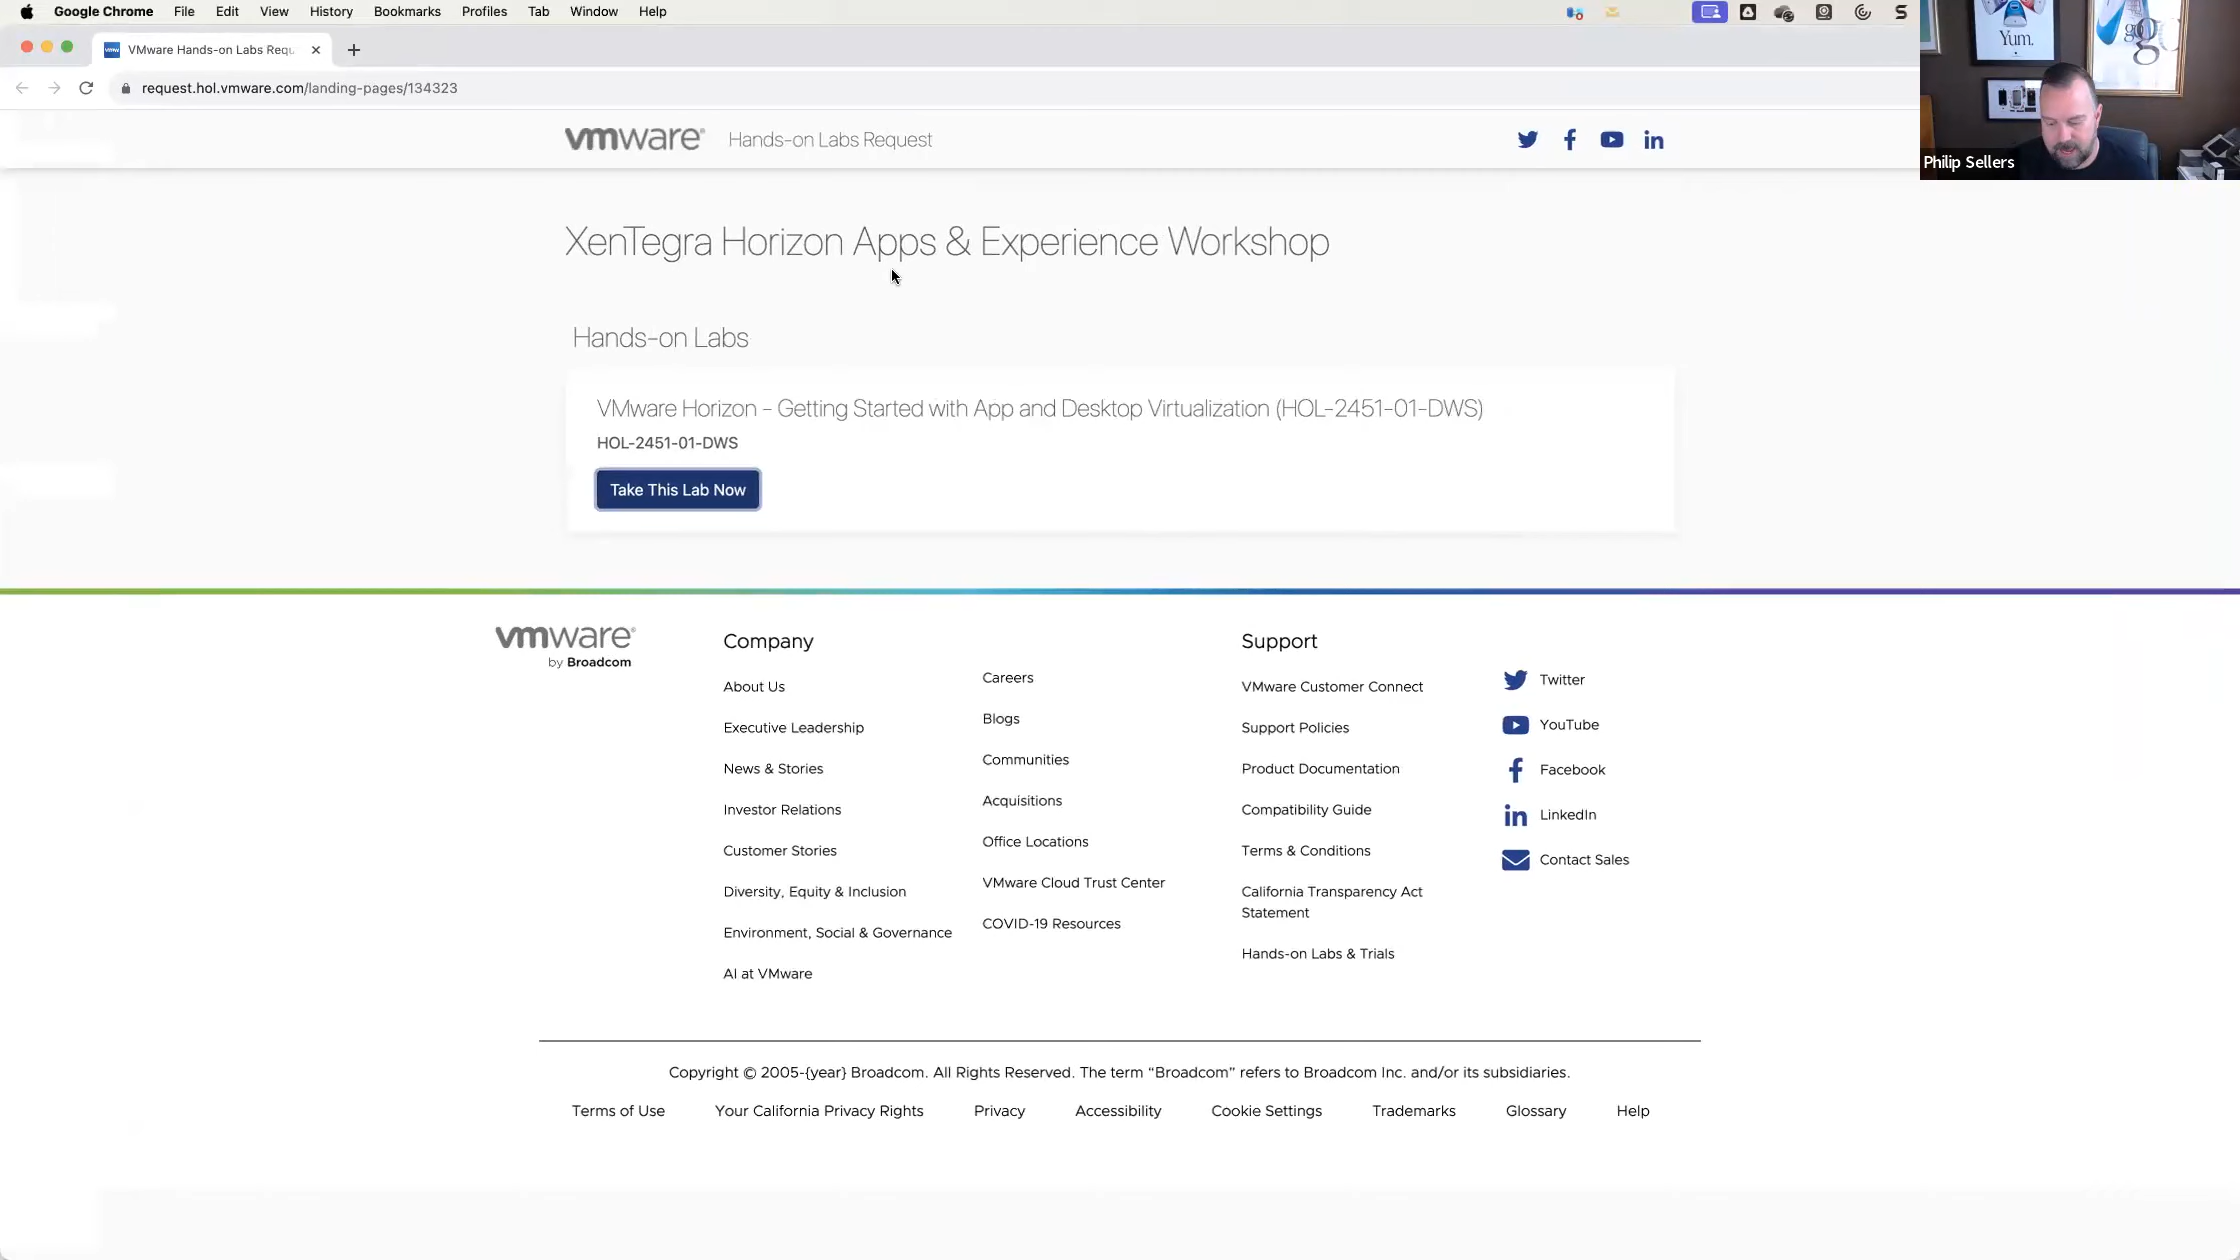 Google Chrome File Edit View History Bookmarks Profiles Tab Window Help
VMware Hands-on Labs Requ
request.hol.vmware.com/landing-pages/134323
Yum.
Philip Sellers
vmware® Hands-on Labs Request
XenTegra Horizon Apps & Experience Workshop
Hands-on Labs
VMware Horizon - Getting Started with App and Desktop Virtualization (HOL-2451-01-DWS)
HOL-2451-01-DWS
Take This Lab Now
vmware®
by Broadcom
Company
About Us
Executive Leadership
News & Stories
Investor Relations
Customer Stories
Diversity, Equity & Inclusion
Environment, Social & Governance
AI at VMware
Careers
Blogs
Communities
Acquisitions
Office Locations
VMware Cloud Trust Center
COVID-19 Resources
Support
VMware Customer Connect
Support Policies
Product Documentation
Compatibility Guide
Terms & Conditions
California Transparency Act
Statement
Hands-on Labs & Trials
Twitter
YouTube
Facebook
LinkedIn
Contact Sales
Copyright © 2005-{year} Broadcom. All Rights Reserved. The term “Broadcom” refers to Broadcom Inc. and/or its subsidiaries.
Terms of Use Your California Privacy Rights Privacy Accessibility Cookie Settings Trademarks Glossary Help